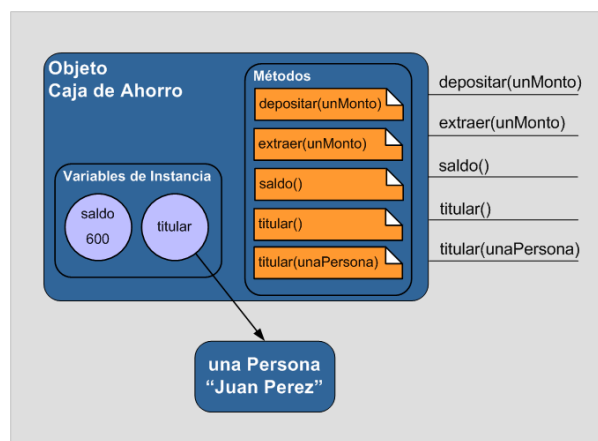 Objeto
Caja de Ahorro
Variables de Instancia
saldo
600
titular
Métodos
depositar(unMonto)
extraer(unMonto)
saldo()
titular()
titular(unaPersona)
depositar(unMonto)
extraer(unMonto)
saldo()
titular()
titular(unaPersona)
una Persona
“Juan Perez”